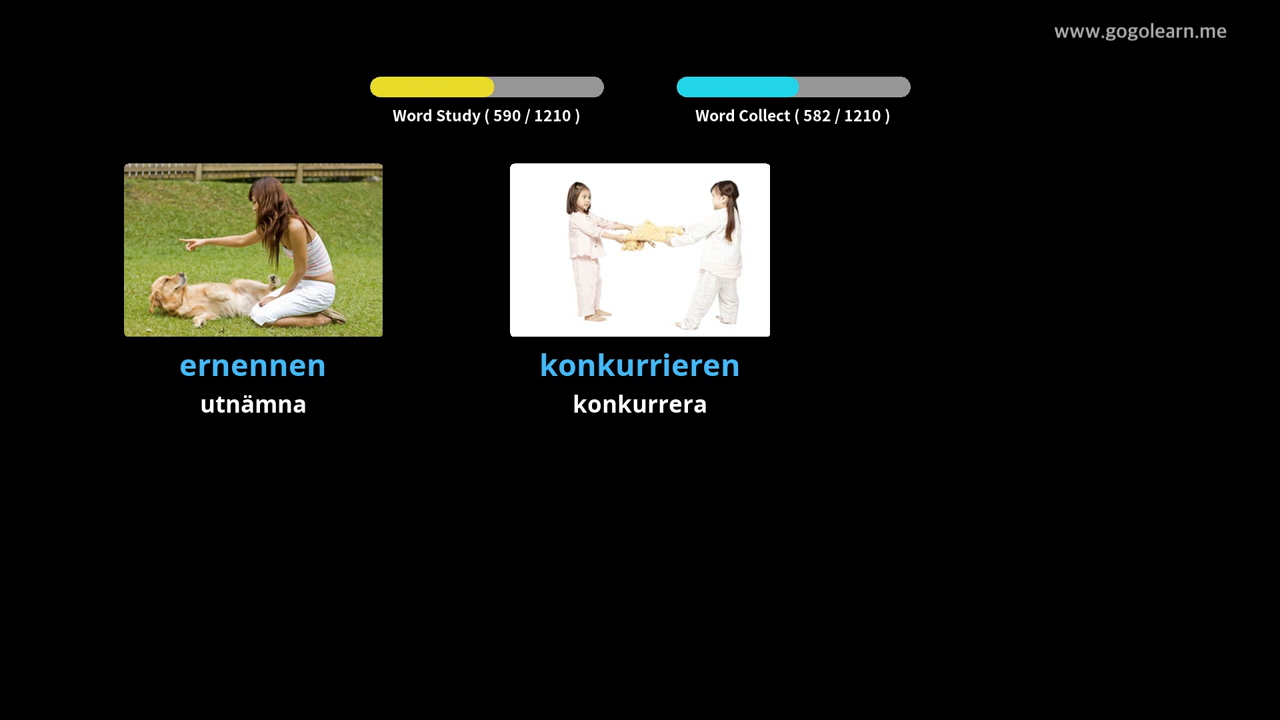 www.gogolearn.me
Word Study ( 590 / 1210 )
Word Collect ( 582 / 1210 )
ernennen
utnämna
konkurrieren
konkurrera